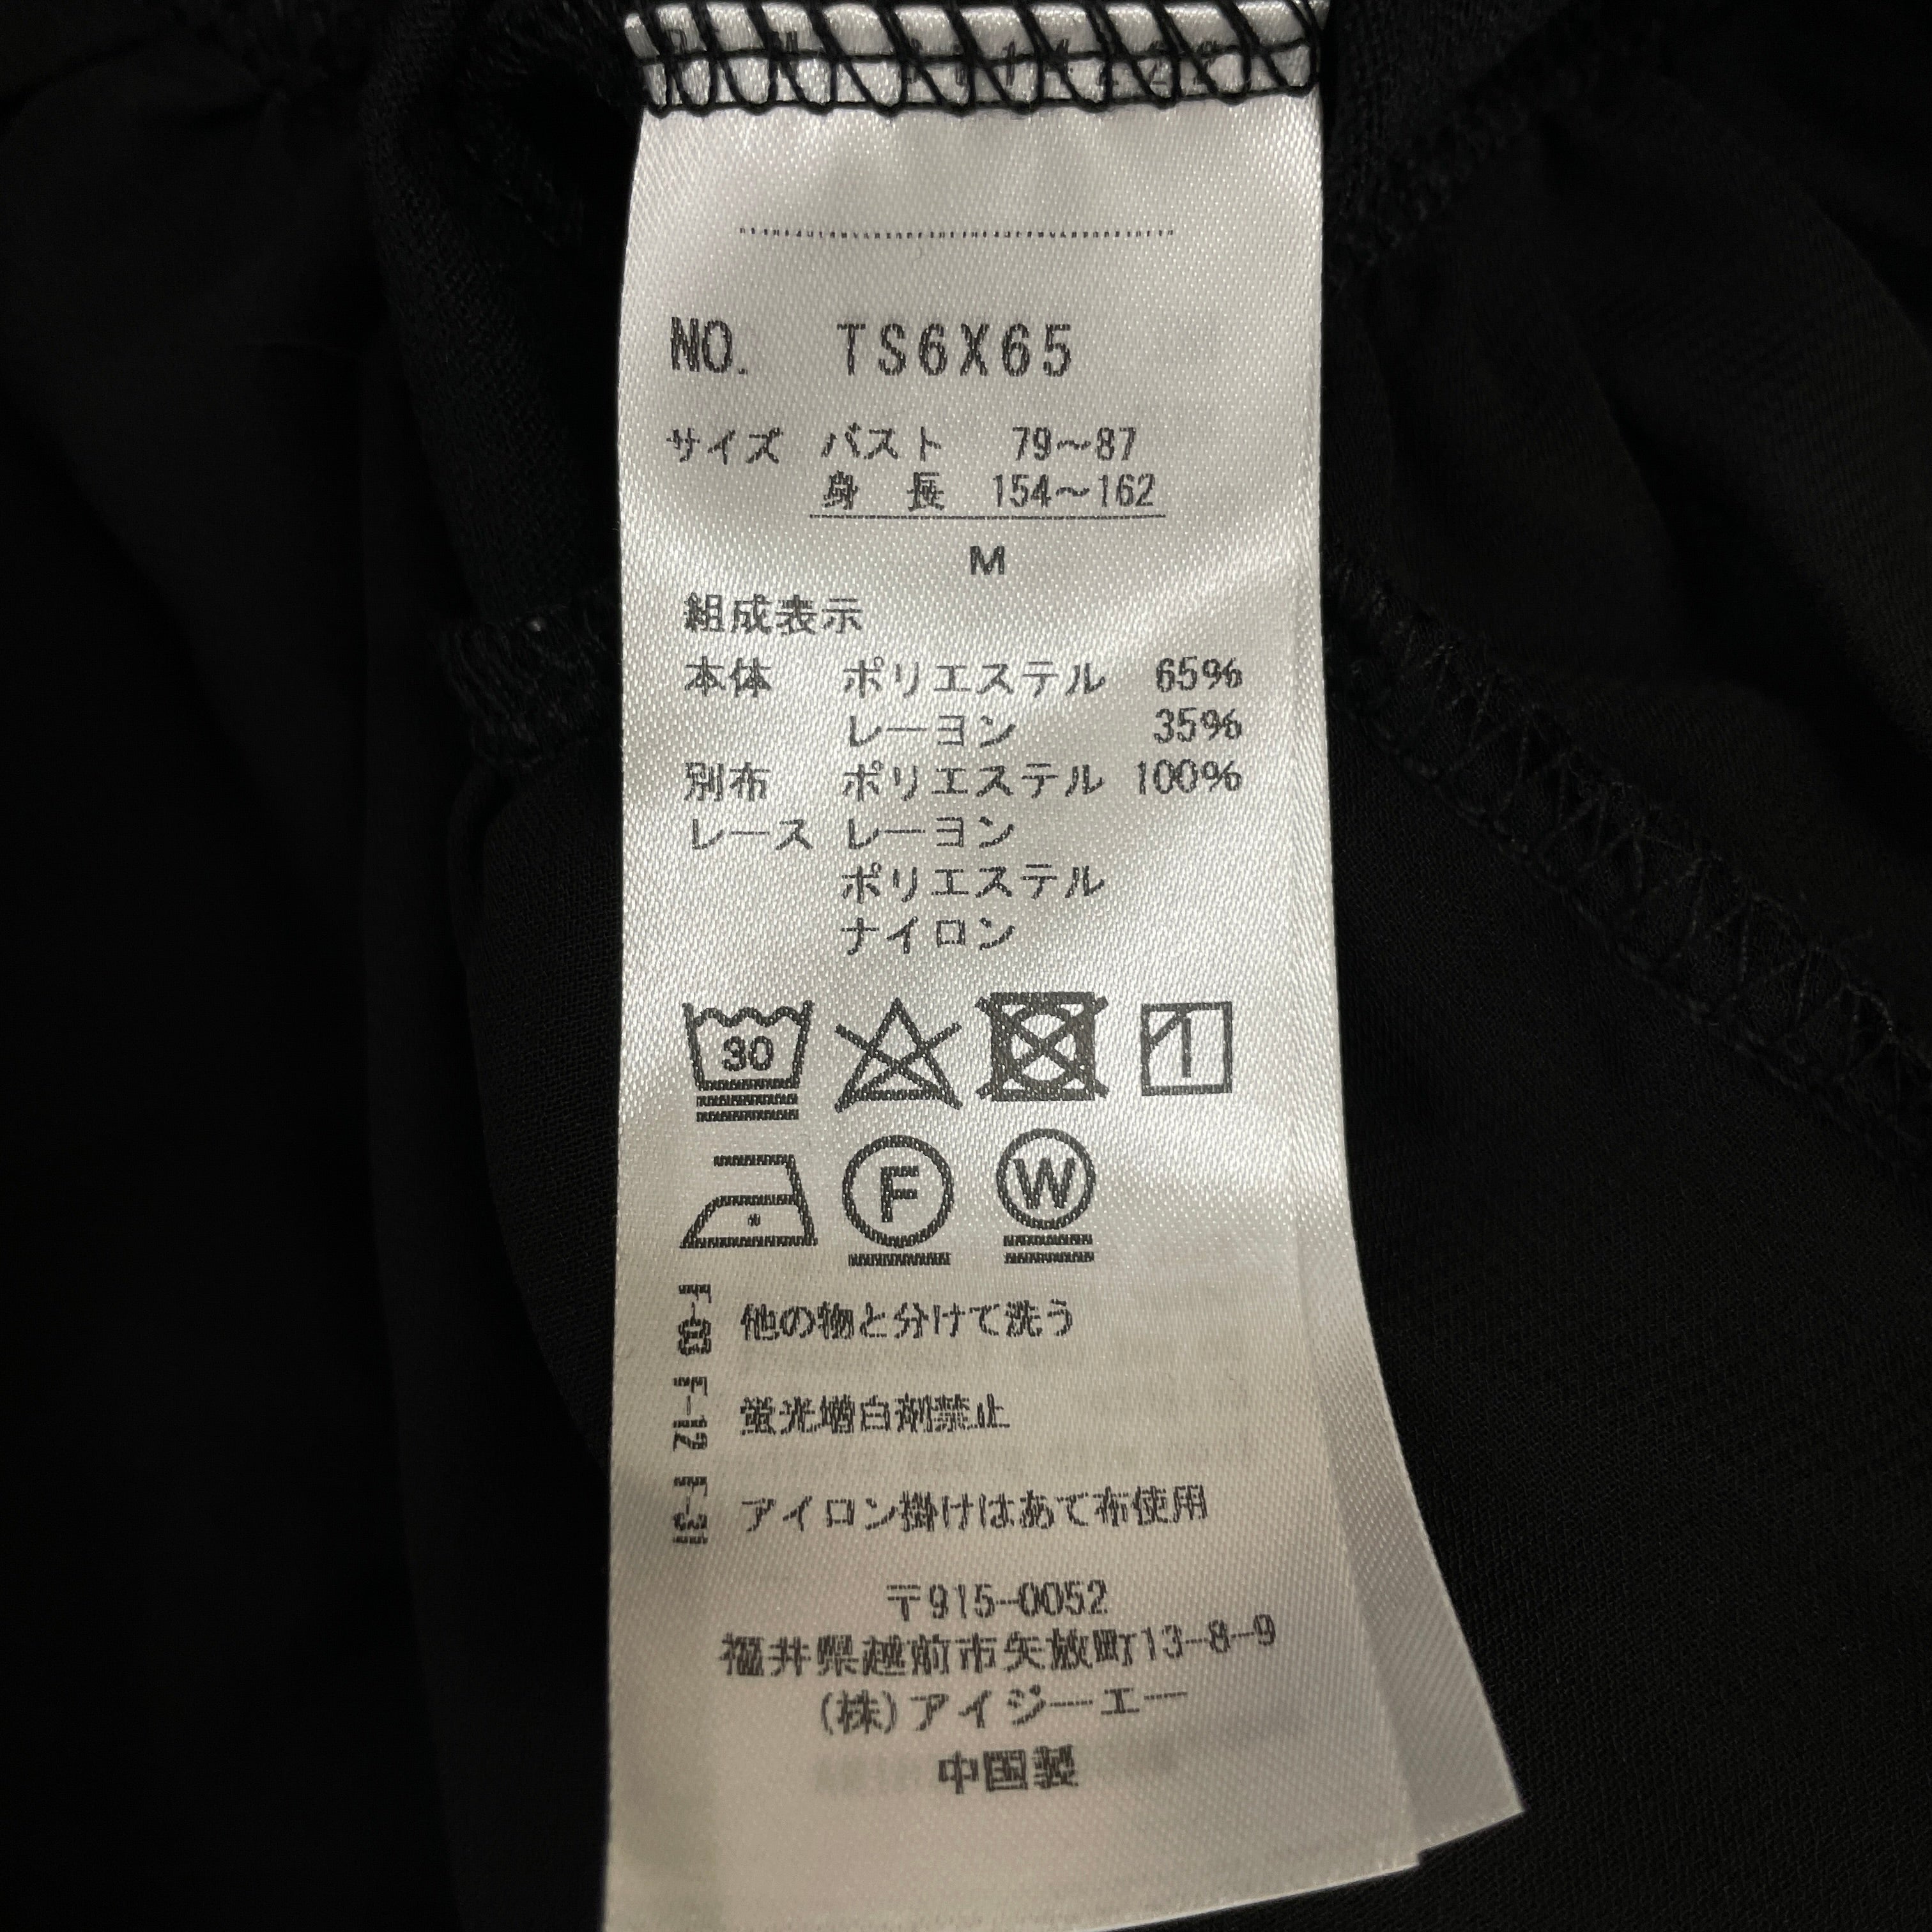 NO. TS6X65
サイズ バスト 79～87
身 長 154～162
M
組成表示
本体 ポリエステル 65%
レーヨン 35%
別布 ポリエステル 100%
レース レーヨン
ポリエステル
ナイロン
30
F W
F-03 他の物と分けて洗う
F-12 蛍光増白剤禁止
F-31 アイロン掛けはあて布使用
〒915-0052
福井県越前市矢放町13-8-9
(株)アイジーエー
中国製